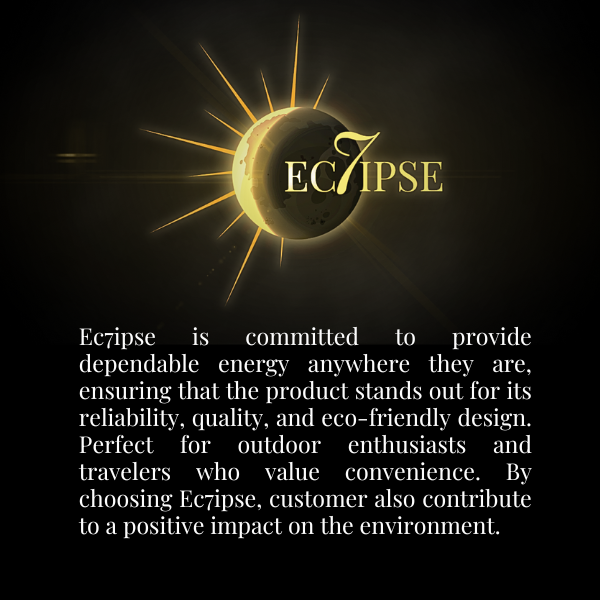 EC7IPSE
Ec7ipse is committed to provide
dependable energy anywhere they are,
ensuring that the product stands out for its
reliability, quality, and eco-friendly design.
Perfect for outdoor enthusiasts and
travelers who value convenience. By
choosing Ec7ipse, customer also contribute
to a positive impact on the environment.